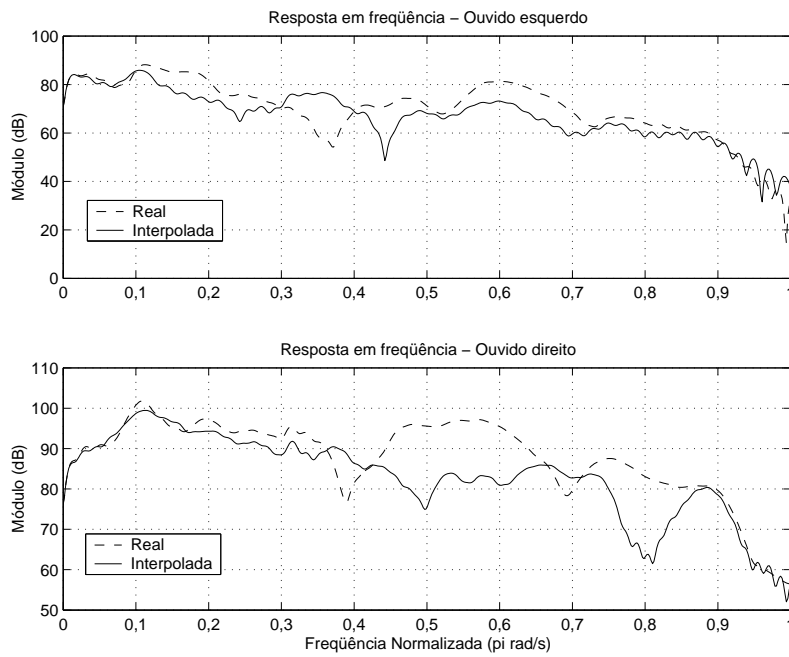 Resposta em freqüência – Ouvido esquerdo
100
80
60
40
20
0
Módulo (dB)
Real
Interpolada
0 0,1 0,2 0,3 0,4 0,5 0,6 0,7 0,8 0,9 1
Resposta em freqüência – Ouvido direito
110
100
90
80
70
60
50
Módulo (dB)
Real
Interpolada
0 0,1 0,2 0,3 0,4 0,5 0,6 0,7 0,8 0,9 1
Freqüência Normalizada (pi rad/s)